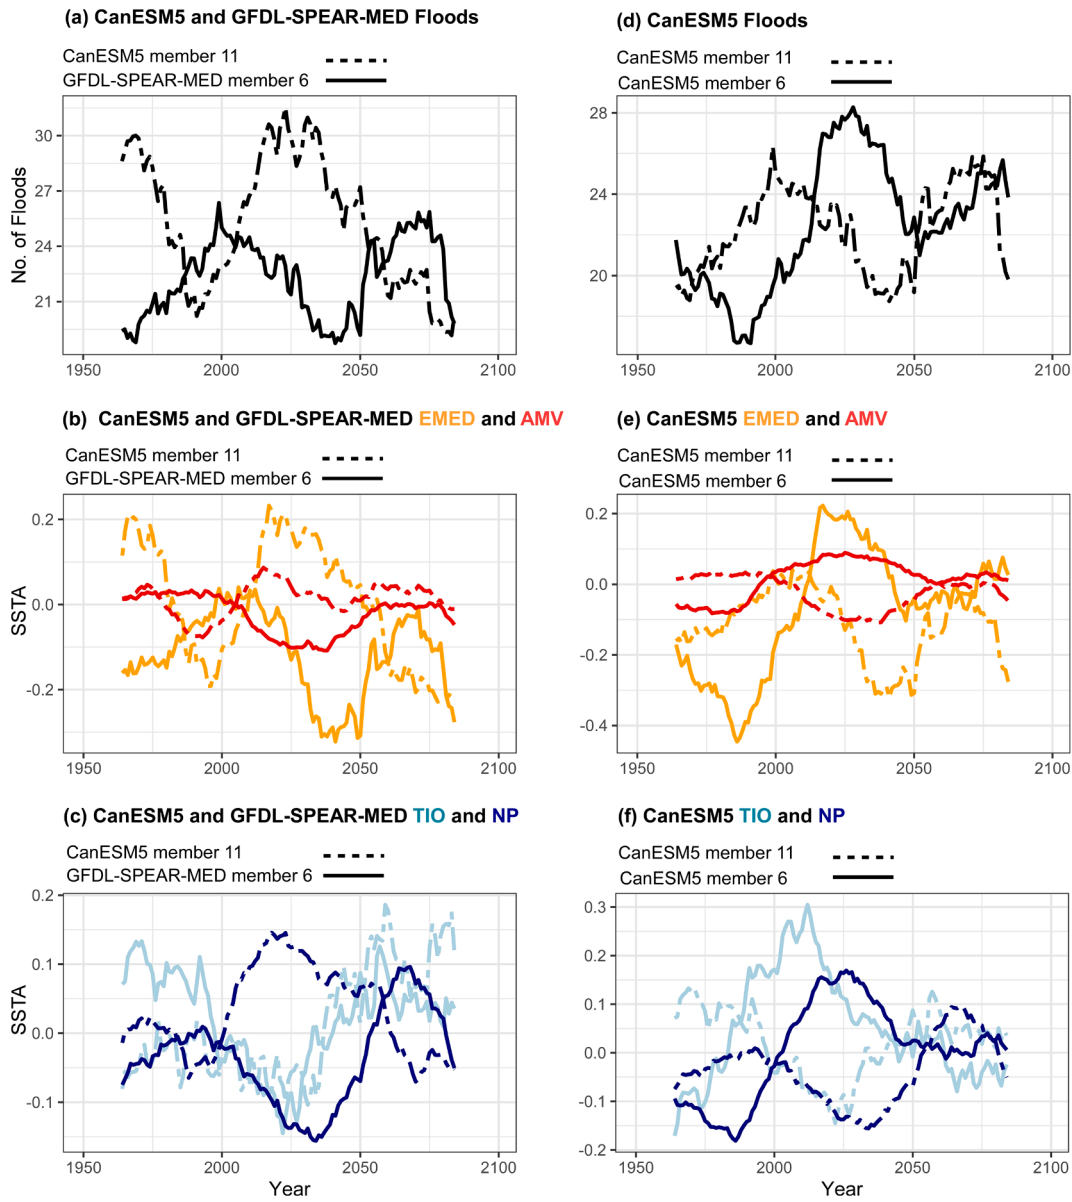 (a) CanESM5 and GFDL-SPEAR-MED Floods
CanESM5 member 11
GFDL-SPEAR-MED member 6
30
27
24
21
No. of Floods
1950
2000
2050
2100
(b) CanESM5 and GFDL-SPEAR-MED EMED and AMV
CanESM5 member 11
GFDL-SPEAR-MED member 6
0.2
0.0
-0.2
SSTA
1950
2000
2050
2100
(c) CanESM5 and GFDL-SPEAR-MED TIO and NP
CanESM5 member 11
GFDL-SPEAR-MED member 6
0.2
0.1
0.0
-0.1
SSTA
1950
2000
2050
2100
Year
(d) CanESM5 Floods
CanESM5 member 11
CanESM5 member 6
28
24
20
1950
2000
2050
2100
(e) CanESM5 EMED and AMV
CanESM5 member 11
CanESM5 member 6
0.2
0.0
-0.2
-0.4
1950
2000
2050
2100
(f) CanESM5 TIO and NP
CanESM5 member 11
CanESM5 member 6
0.3
0.2
0.1
0.0
-0.1
-0.2
1950
2000
2050
2100
Year